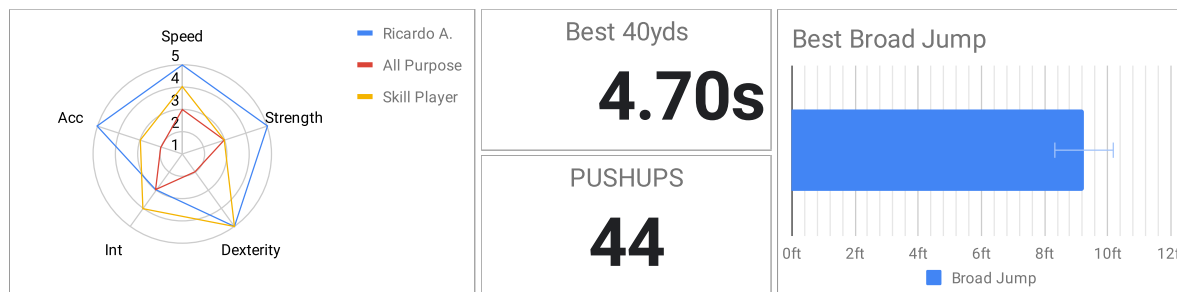 Speed
5
4
3
2
1
Acc
Strength
Int
Dexterity
Ricardo A.
All Purpose
Skill Player
Best 40yds
4.70s
PUSHUPS
44
Best Broad Jump
0ft 2ft 4ft 6ft 8ft 10ft
Broad Jump